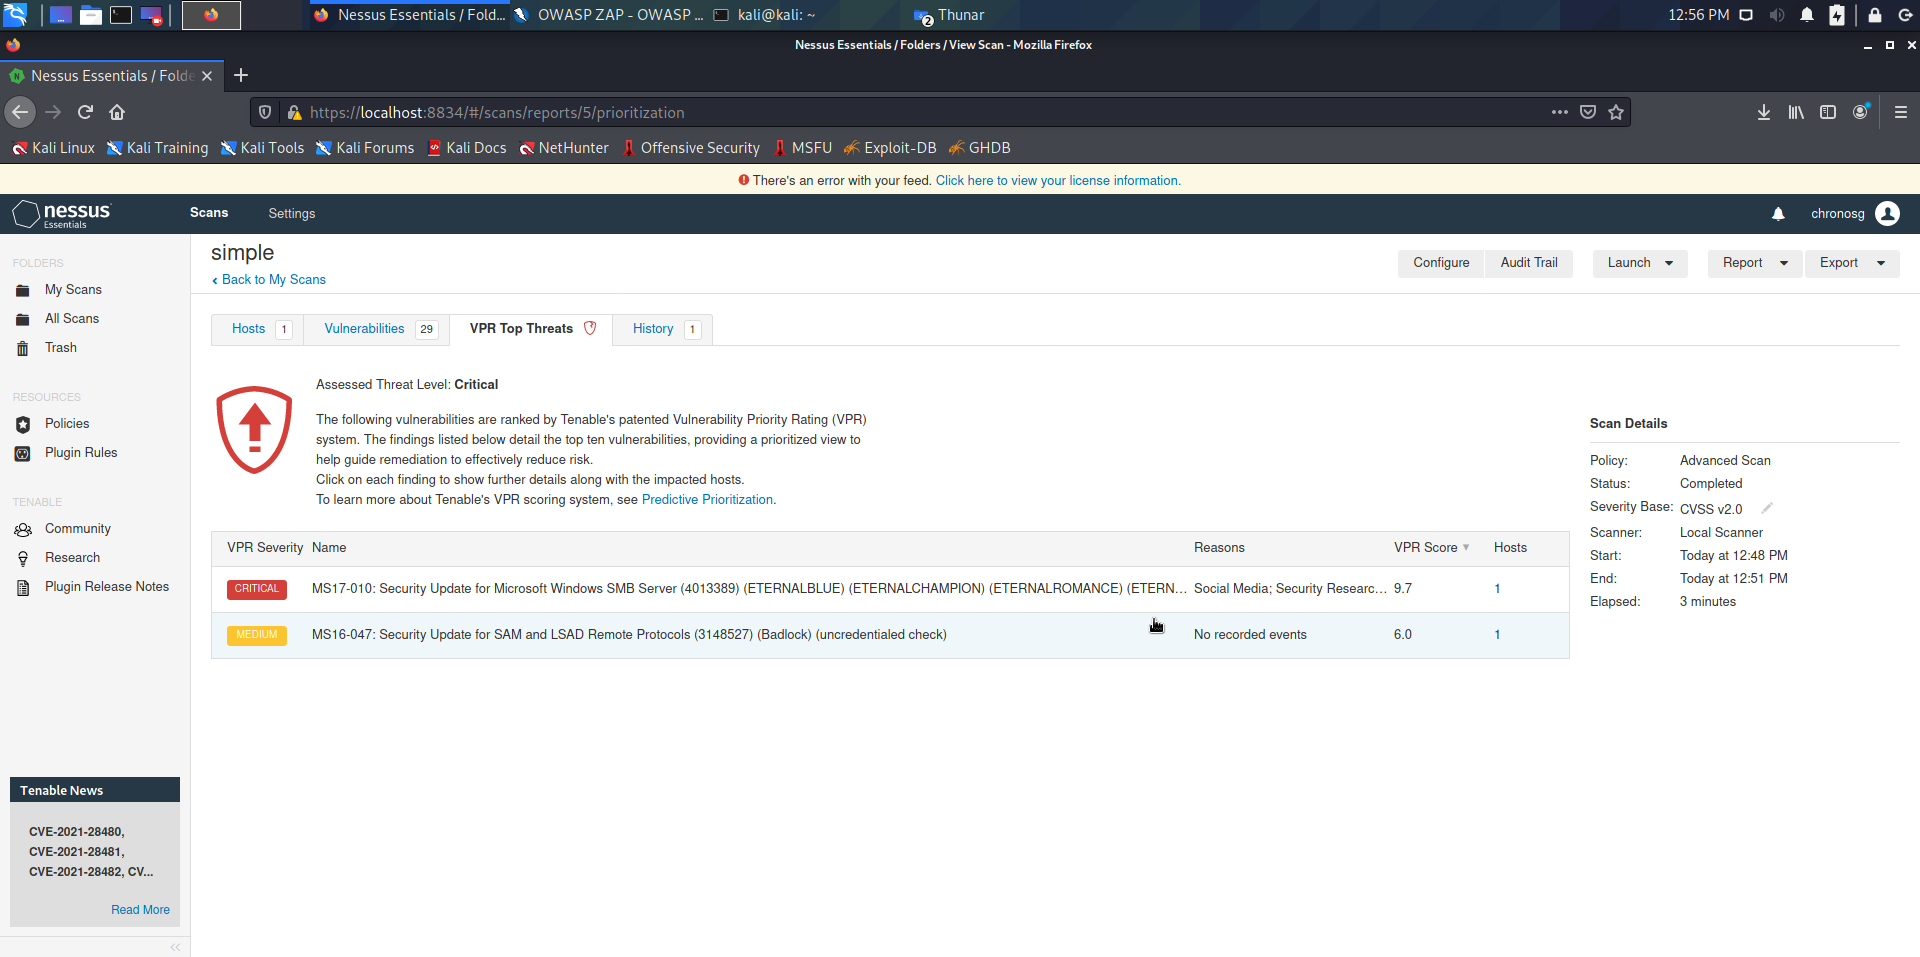 Nessus Essentials / Fold...
OWASP ZAP - OWASP ...
kali@kali: ~
2
Thunar
12:56 PM
Nessus Essentials / Folders / View Scan - Mozilla Firefox
N
Nessus Essentials / Folde
https://localhost:8834/#/scans/reports/5/prioritization
Kali Linux
Kali Training
Kali Tools
Kali Forums
Kali Docs
NetHunter
Offensive Security
MSFU
Exploit-DB
GHDB
There's an error with your feed. Click here to view your license information.
nessus
Essentials
Scans
Settings
chronosg
FOLDERS
My Scans
All Scans
Trash
RESOURCES
Policies
Plugin Rules
TENABLE
Community
Research
Plugin Release Notes
Tenable News
CVE-2021-28480,
CVE-2021-28481,
CVE-2021-28482, CV...
Read More
simple
Back to My Scans
Configure
Audit Trail
Launch
Report
Export
Hosts 1
Vulnerabilities 29
VPR Top Threats
History 1
Assessed Threat Level: Critical
The following vulnerabilities are ranked by Tenable's patented Vulnerability Priority Rating (VPR)
system. The findings listed below detail the top ten vulnerabilities, providing a prioritized view to
help guide remediation to effectively reduce risk.
Click on each finding to show further details along with the impacted hosts.
To learn more about Tenable's VPR scoring system, see Predictive Prioritization.
VPR Severity Name Reasons VPR Score Hosts
CRITICAL MS17-010: Security Update for Microsoft Windows SMB Server (4013389) (ETERNALBLUE) (ETERNALCHAMPION) (ETERNALROMANCE) (ETERN... Social Media; Security Researc... 9.7 1
MEDIUM MS16-047: Security Update for SAM and LSAD Remote Protocols (3148527) (Badlock) (uncredentialed check) No recorded events 6.0 1
Scan Details
Policy: Advanced Scan
Status: Completed
Severity Base: CVSS v2.0
Scanner: Local Scanner
Start: Today at 12:48 PM
End: Today at 12:51 PM
Elapsed: 3 minutes